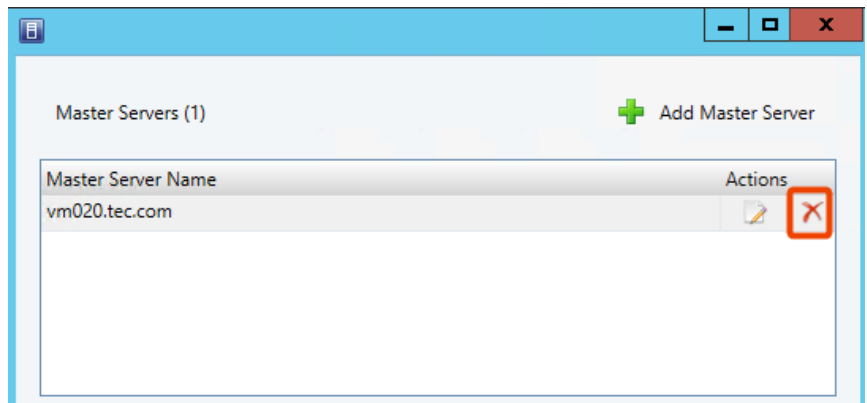 Master Servers (1)
Add Master Server
Master Server Name Actions
vm020.tec.com